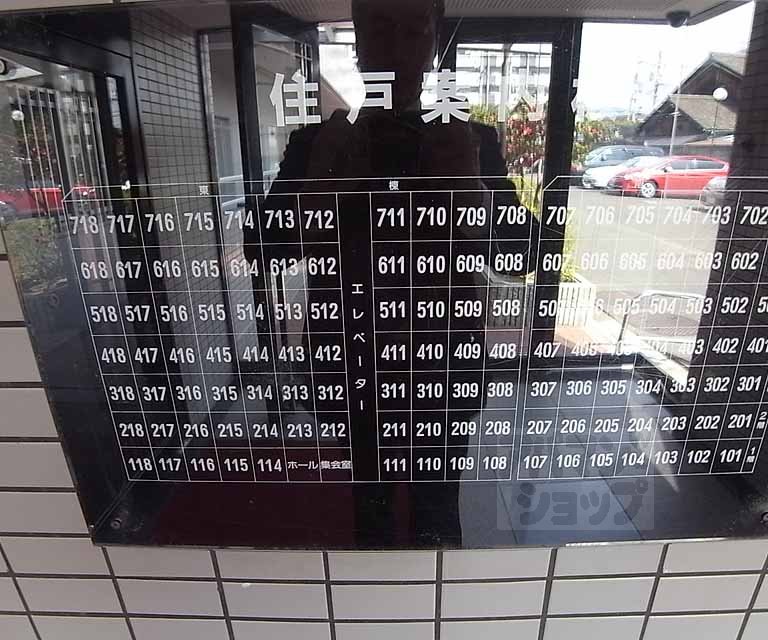 住戸案内
東 棟
718 717 716 715 714 713 712 711 710 709 708 707 706 705 704 703 702
618 617 616 615 614 613 612 611 610 609 608 607 606 605 604 603 602
518 517 516 515 514 513 512 511 510 509 508 505 504 503 502
418 417 416 415 414 413 412 411 410 409 408 407 403 402 401
318 317 316 315 314 313 312 311 310 309 308 307 306 305 304 303 302 301
218 217 216 215 214 213 212 211 210 209 208 207 206 205 204 203 202 201 2階
118 117 116 115 114 ホール 集会室 111 110 109 108 107 106 105 104 103 102 101 1階
エレベーター
ショップ